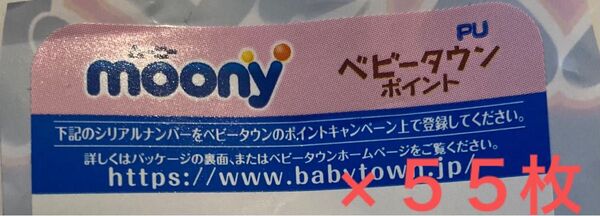 PU
moony
ベビータウン
ポイント
下記のシリアルナンバーをベビータウンのポイントキャンペーン上で登録してください。
詳しくはパッケージの裏面、またはベビータウンホームページをご覧ください。
https://www.babytown.jp/
×５５枚